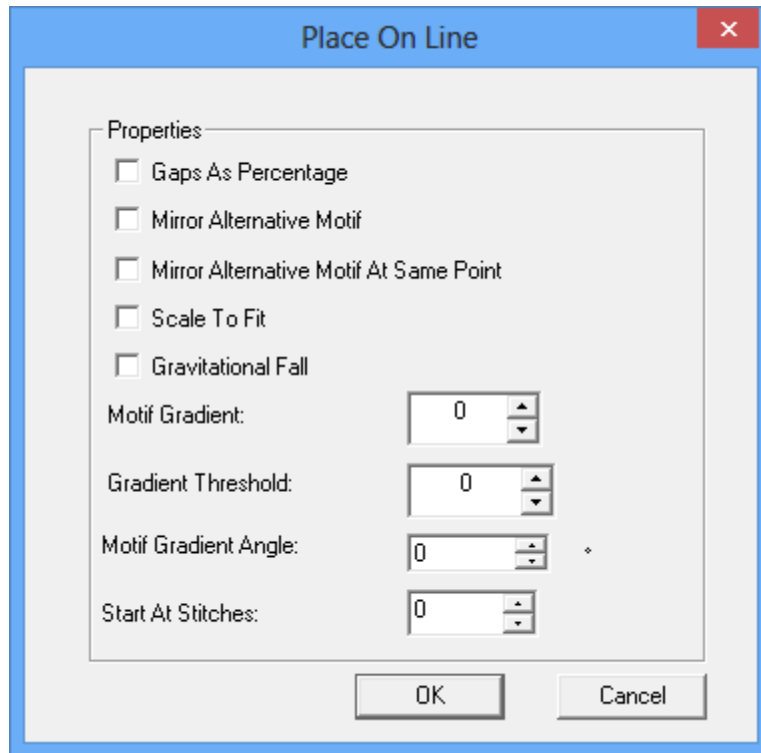 Place On Line
Properties
Gaps As Percentage
Mirror Alternative Motif
Mirror Alternative Motif At Same Point
Scale To Fit
Gravitational Fall
Motif Gradient: 0
Gradient Threshold: 0
Motif Gradient Angle: 0 °
Start At Stitches: 0
OK Cancel